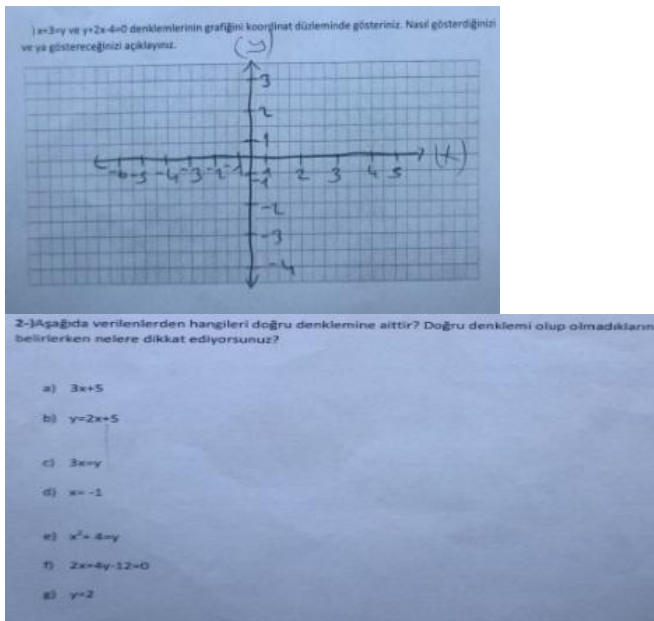 )x+3=y ve y+2x-4=0 denklemlerinin grafiğini koordinat düzleminde gösteriniz. Nasıl gösterdiğinizi
ve ya göstereceğinizi açıklayınız.
(y)
3
2
1
-6 -5 -4 -3 -2 -1 1 2 3 4 5 (x)
-1
-2
-3
-4
2-)Aşağıda verilenlerden hangileri doğru denklemine aittir? Doğru denklemi olup olmadıkların
belirlerken nelere dikkat ediyorsunuz?
a) 3x+5
b) y=2x+5
c) 3x=y
d) x= -1
e) x²+ 4=y
f) 2x+4y-12=0
g) y=2